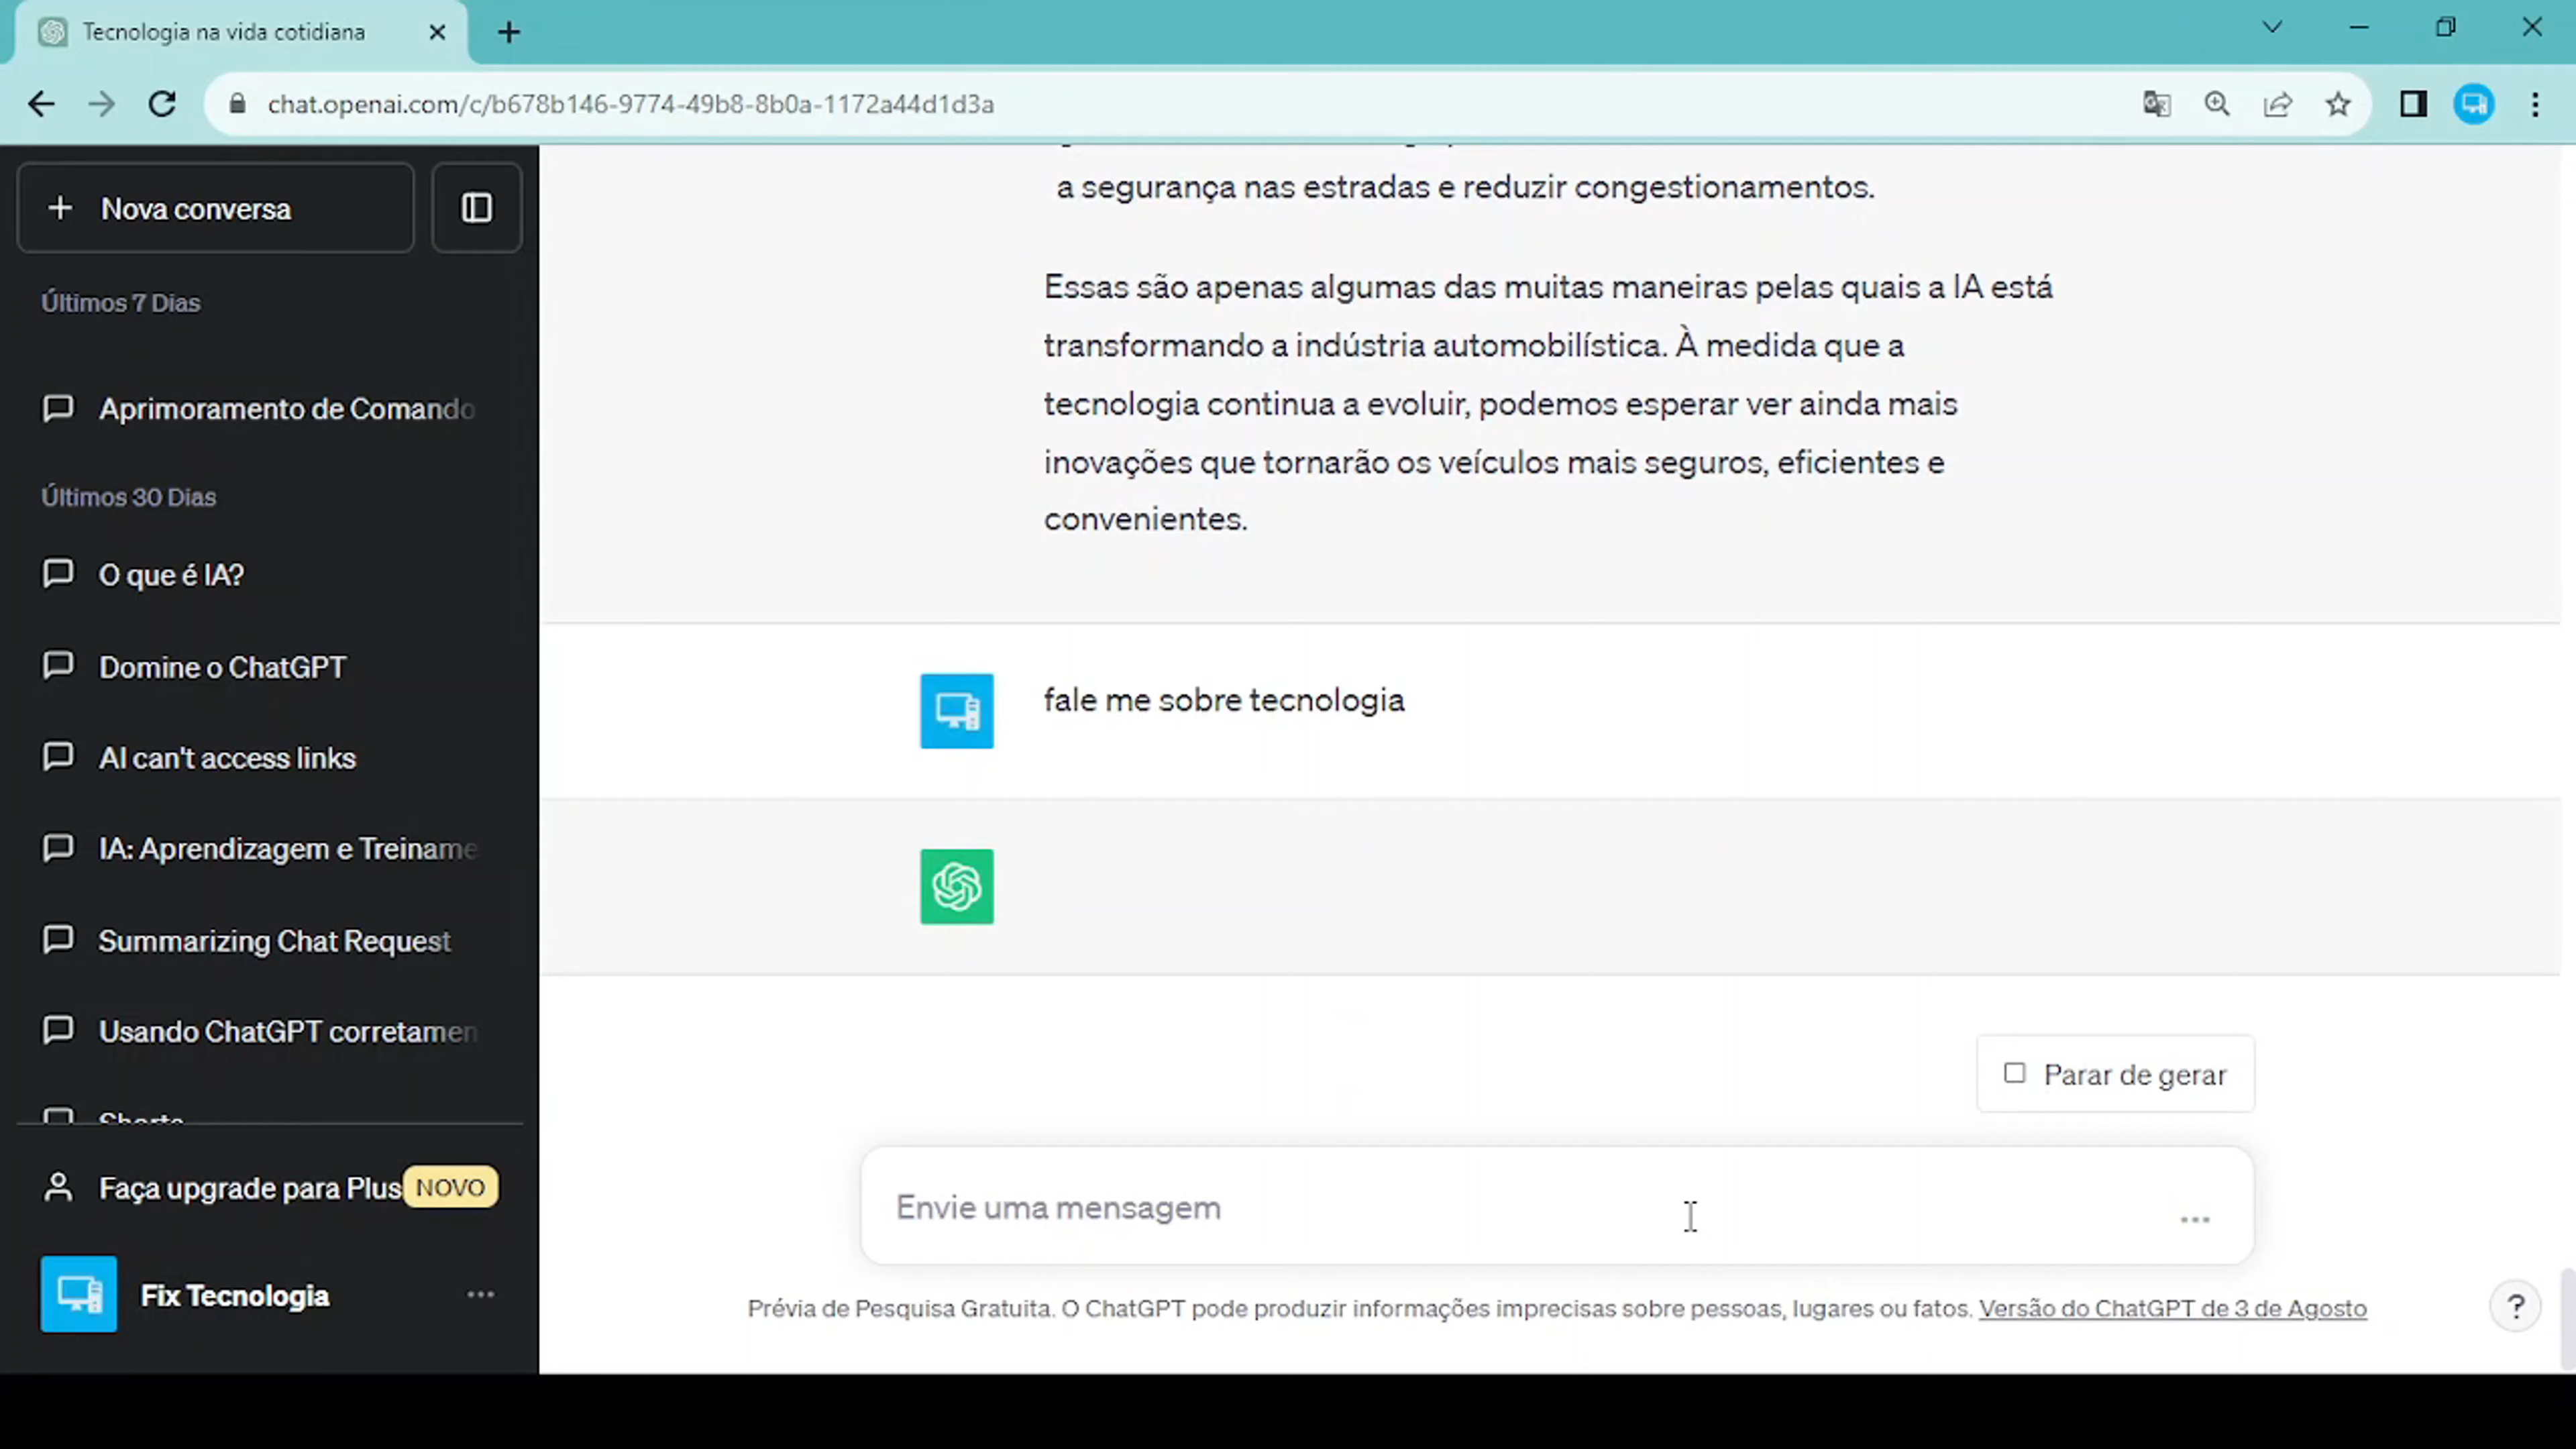 Tecnologia na vida cotidiana
chat.openai.com/c/b678b146-9774-49b8-8b0a-1172a44d1d3a
Nova conversa
Últimos 7 Dias
Aprimoramento de Comando
Últimos 30 Dias
O que é IA?
Domine o ChatGPT
AI can't access links
IA: Aprendizagem e Treiname
Summarizing Chat Request
Usando ChatGPT corretamen
Shorts
Faça upgrade para Plus NOVO
Fix Tecnologia
a segurança nas estradas e reduzir congestionamentos.
Essas são apenas algumas das muitas maneiras pelas quais a IA está
transformando a indústria automobilística. À medida que a
tecnologia continua a evoluir, podemos esperar ver ainda mais
inovações que tornarão os veículos mais seguros, eficientes e
convenientes.
fale me sobre tecnologia
Parar de gerar
Envie uma mensagem
Prévia de Pesquisa Gratuita. O ChatGPT pode produzir informações imprecisas sobre pessoas, lugares ou fatos. Versão do ChatGPT de 3 de Agosto
?